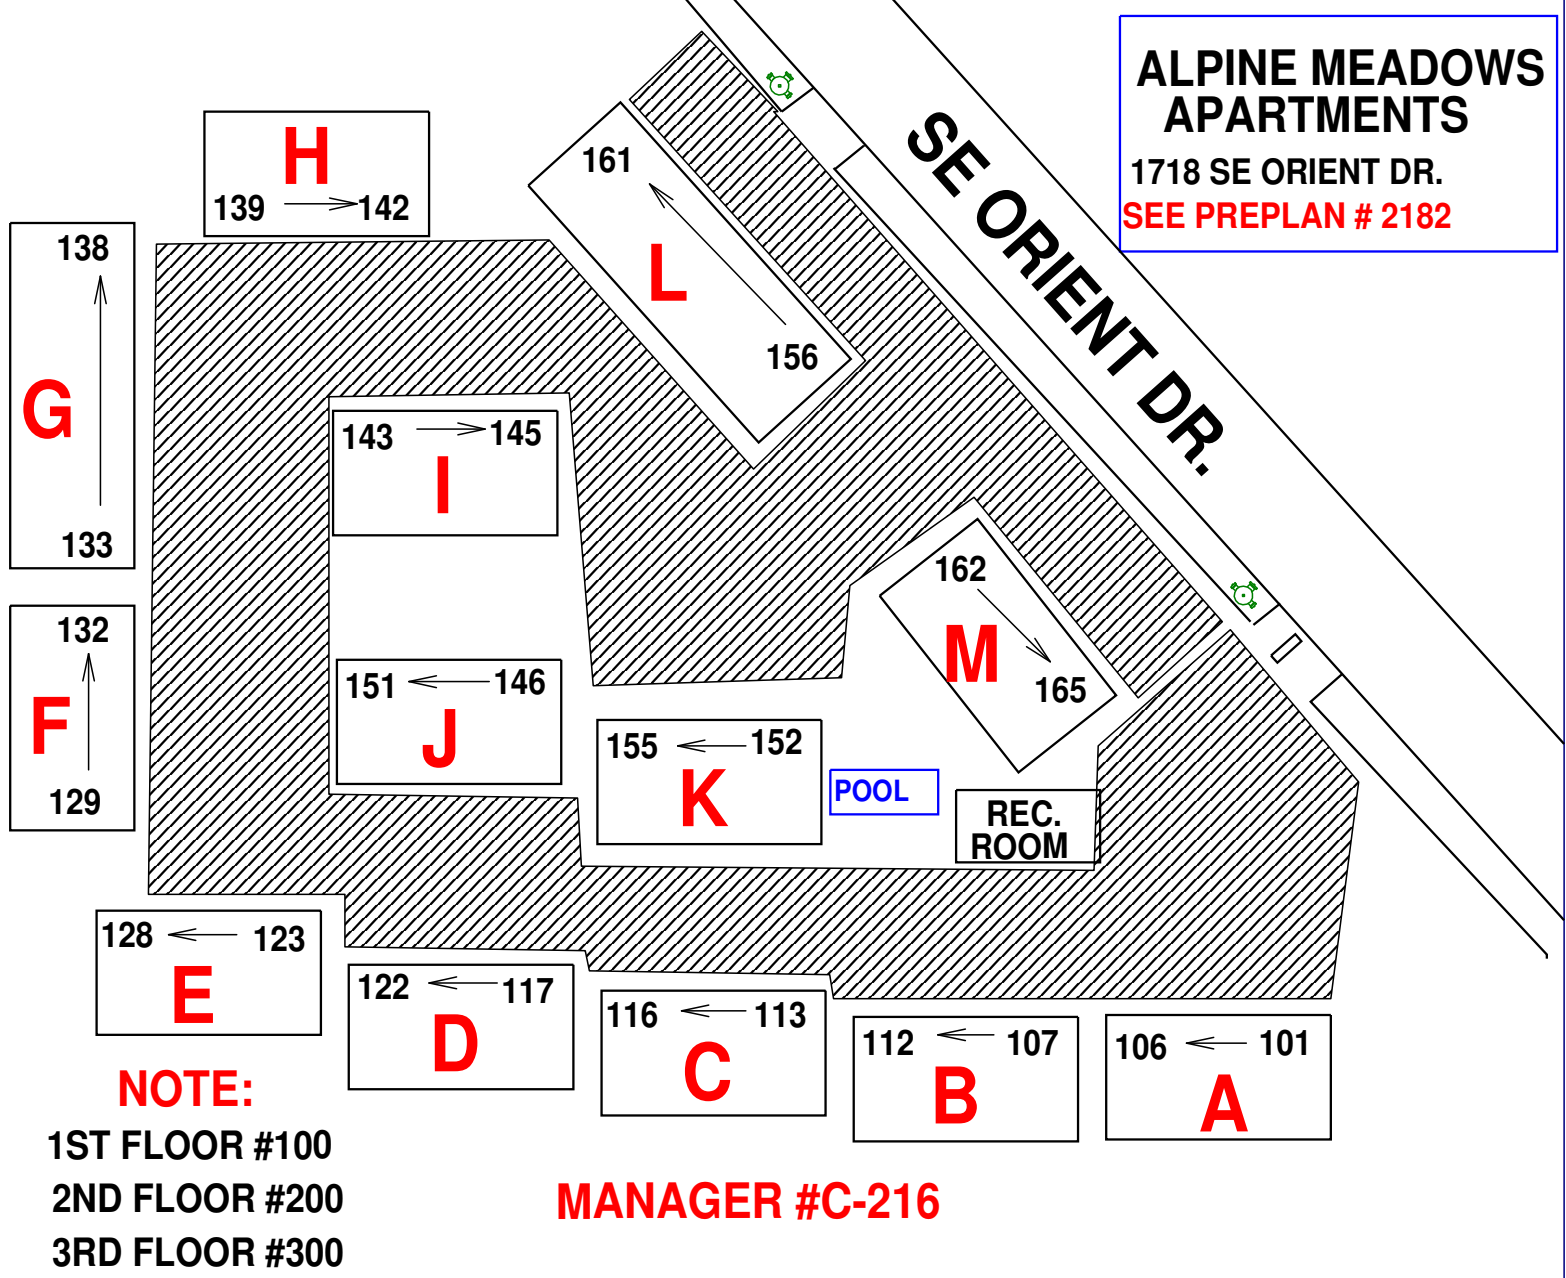 ALPINE MEADOWS
APARTMENTS
1718 SE ORIENT DR.
SEE PREPLAN # 2182
SE ORIENT DR.
H
139 142
161
L
156
138
G
133
143 145
I
162
M
165
132
F
129
151 146
J
155 152
K
POOL
REC.
ROOM
128 123
E
122 117
D
116 113
C
112 107
B
106 101
A
NOTE:
1ST FLOOR #100
2ND FLOOR #200
3RD FLOOR #300
MANAGER #C-216